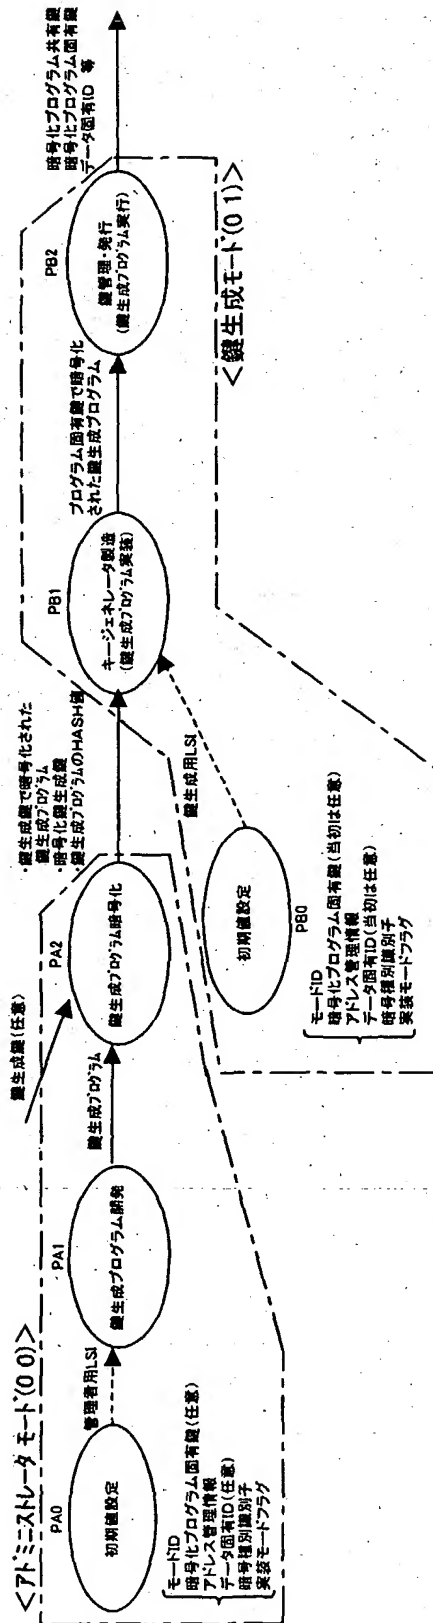 <アドミニストレータ モード(00)>
PA0
初期値設定
モードID
暗号化プログラム固有鍵(任意)
アドレス管理情報
データ固有ID(任意)
暗号種別識別子
実装モードフラグ
管理者用LSI
PA1
鍵生成プログラム開発
鍵生成プログラム
鍵生成鍵(任意)
PA2
鍵生成プログラム暗号化
・鍵生成鍵で暗号化された
鍵生成プログラム
・暗号化鍵生成鍵
・鍵生成プログラムのHASH値
PB0
初期値設定
モードID
暗号化プログラム固有鍵(当初は任意)
アドレス管理情報
データ固有ID(当初は任意)
暗号種別識別子
実装モードフラグ
鍵生成用LSI
PB1
キージェネレータ製造
(鍵生成プログラム実装)
プログラム固有鍵で暗号化
された鍵生成プログラム
PB2
鍵管理・発行
(鍵生成プログラム実行)
<鍵生成モード(01)>
暗号化プログラム共有鍵
暗号化プログラム固有鍵
データ固有ID 等